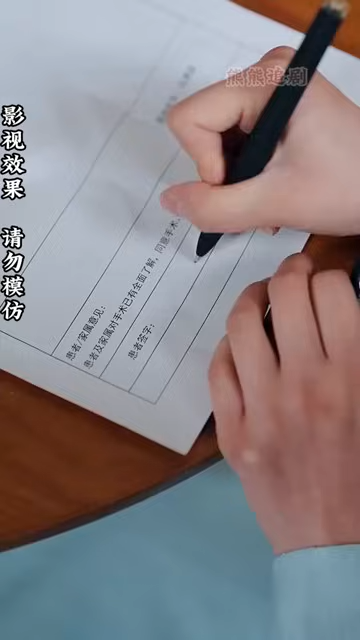 熊熊追剧
影视效果 请勿模仿
患者/家属意见：
患者及家属对手术已有全面了解，同意手术。
患者签字：